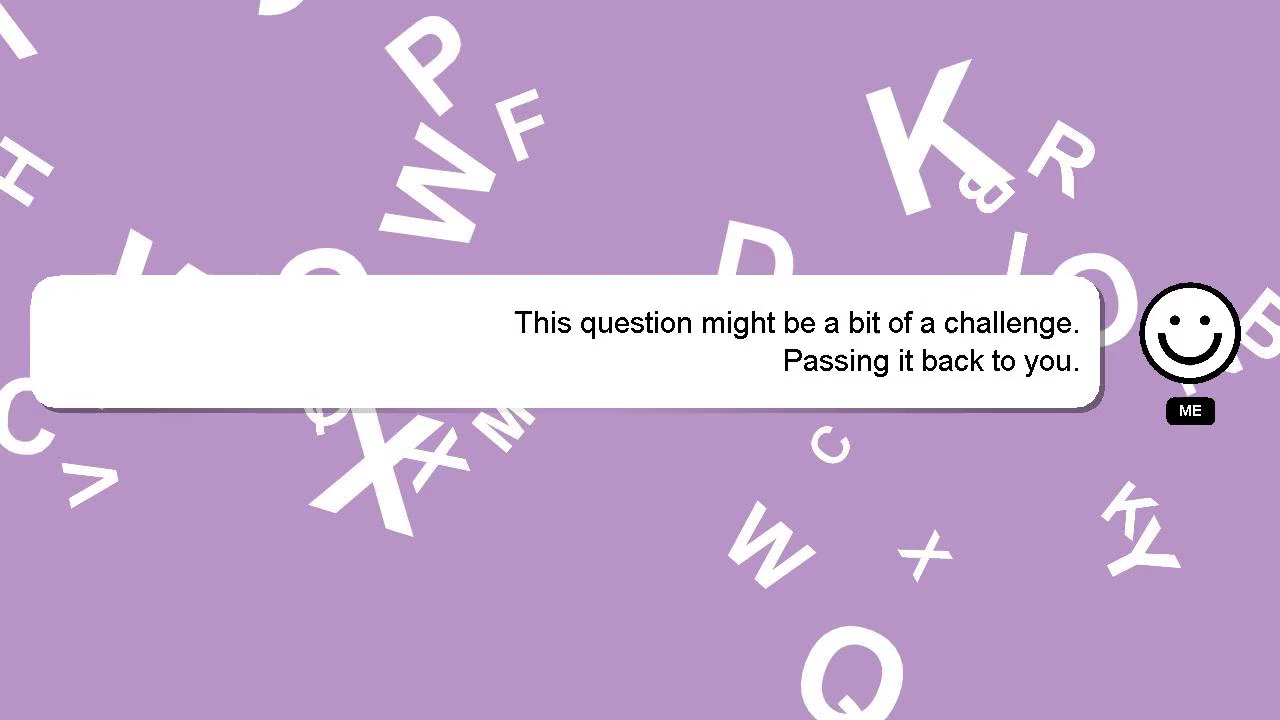 This question might be a bit of a challenge.
Passing it back to you.
ME